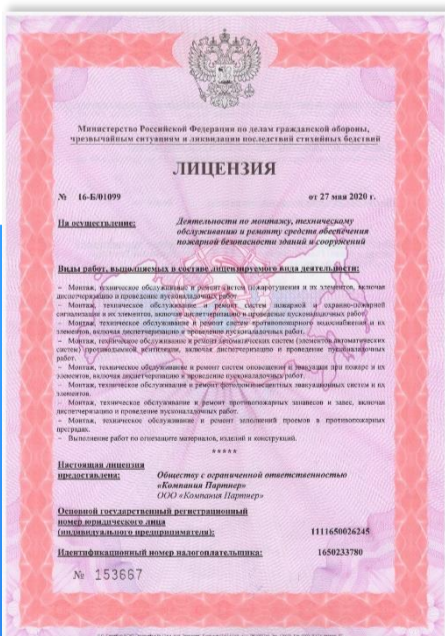 Министерство Российской Федерации по делам гражданской обороны,
чрезвычайным ситуациям и ликвидации последствий стихийных бедствий
ЛИЦЕНЗИЯ
№ 16-Б/01099 от 27 мая 2020 г.
На осуществление: Деятельности по монтажу, техническому
обслуживанию и ремонту средств обеспечения
пожарной безопасности зданий и сооружений
Виды работ, выполняемых в составе лицензируемого вида деятельности:
– Монтаж, техническое обслуживание и ремонт систем пожаротушения и их элементов, включая
диспетчеризацию и проведение пусконаладочных работ.
– Монтаж, техническое обслуживание и ремонт систем пожарной и охранно-пожарной
сигнализации и их элементов, включая диспетчеризацию и проведение пусконаладочных работ.
– Монтаж, техническое обслуживание и ремонт систем противопожарного водоснабжения и их
элементов, включая диспетчеризацию и проведение пусконаладочных работ.
– Монтаж, техническое обслуживание и ремонт автоматических систем (элементов автоматических
систем) противодымной вентиляции, включая диспетчеризацию и проведение пусконаладочных
работ.
– Монтаж, техническое обслуживание и ремонт систем оповещения и эвакуации при пожаре и их
элементов, включая диспетчеризацию и проведение пусконаладочных работ.
– Монтаж, техническое обслуживание и ремонт фотолюминесцентных эвакуационных систем и их
элементов.
– Монтаж, техническое обслуживание и ремонт противопожарных занавесов и завес, включая
диспетчеризацию и проведение пусконаладочных работ.
– Монтаж, техническое обслуживание и ремонт заполнений проемов в противопожарных
преградах.
– Выполнение работ по огнезащите материалов, изделий и конструкций.
*****
Настоящая лицензия
предоставлена: Обществу с ограниченной ответственностью
«Компания Партнер»
ООО «Компания Партнер»
Основной государственный регистрационный
номер юридического лица
(индивидуального предпринимателя): 1111650026245
Идентификационный номер налогоплательщика: 1650233780
№ 153667